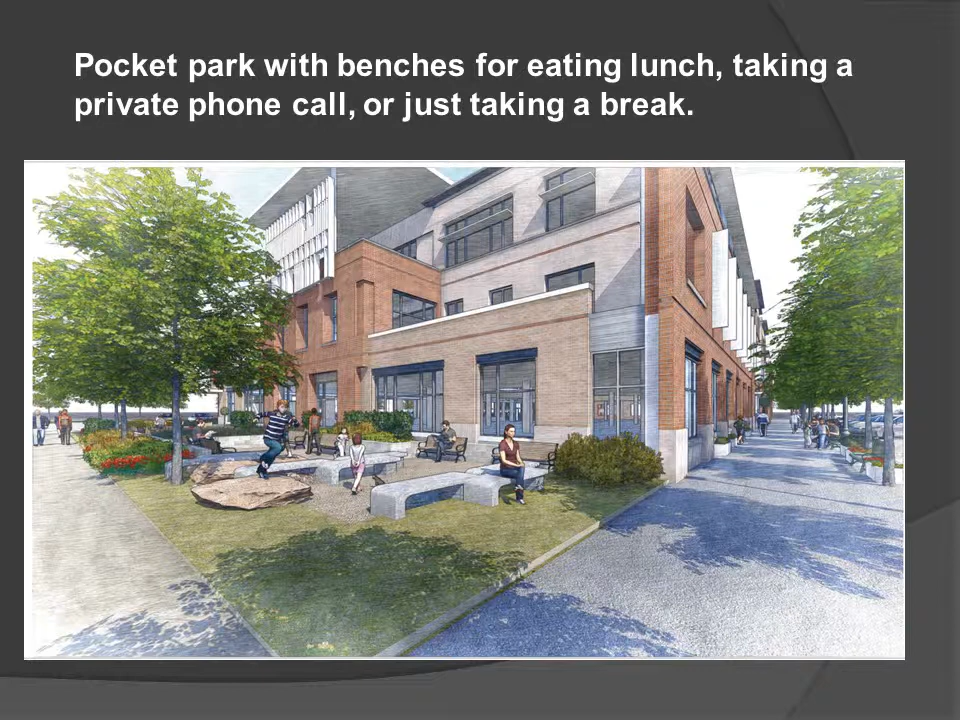 Pocket park with benches for eating lunch, taking a
private phone call, or just taking a break.